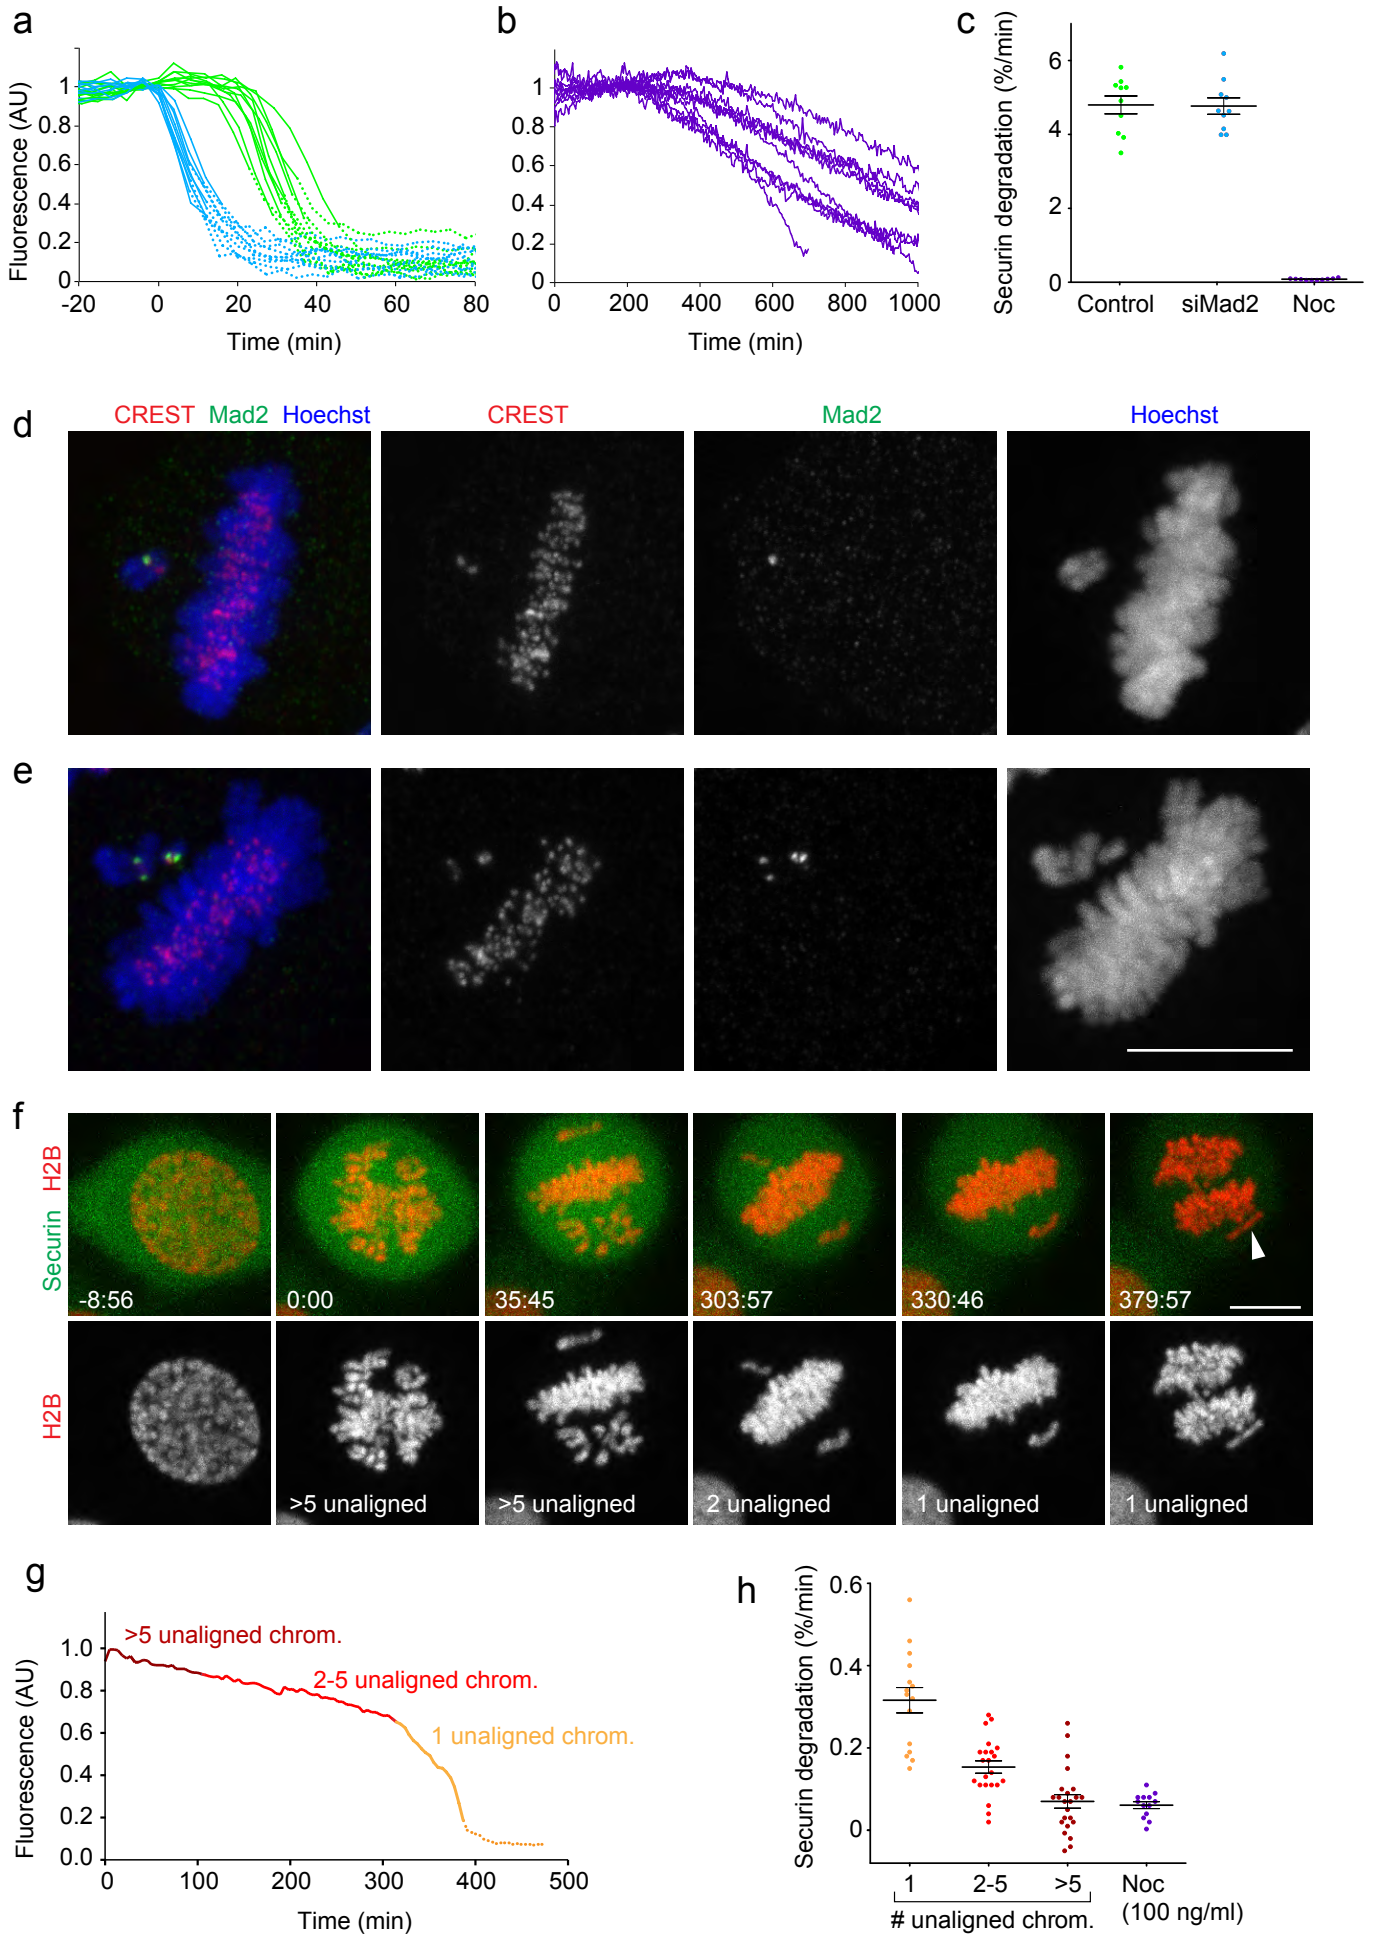 a
Fluorescence (AU)
1
0.8
0.6
0.4
0.2
0
-20 0 20 40 60 80
Time (min)
b
1
0.8
0.6
0.4
0.2
0
0 200 400 600 800 1000
Time (min)
c
Securin degradation (%/min)
6
4
2
0
Control siMad2 Noc
d
CREST Mad2 Hoechst
CREST
Mad2
Hoechst
e
f
Securin H2B
-8:56
0:00
35:45
303:57
330:46
379:57
H2B
>5 unaligned
>5 unaligned
2 unaligned
1 unaligned
1 unaligned
g
Fluorescence (AU)
1.0
0.8
0.6
0.4
0.2
0.0
>5 unaligned chrom.
2-5 unaligned chrom.
1 unaligned chrom.
0 100 200 300 400 500
Time (min)
h
Securin degradation (%/min)
0.6
0.4
0.2
0
1 2-5 >5 Noc
# unaligned chrom. (100 ng/ml)